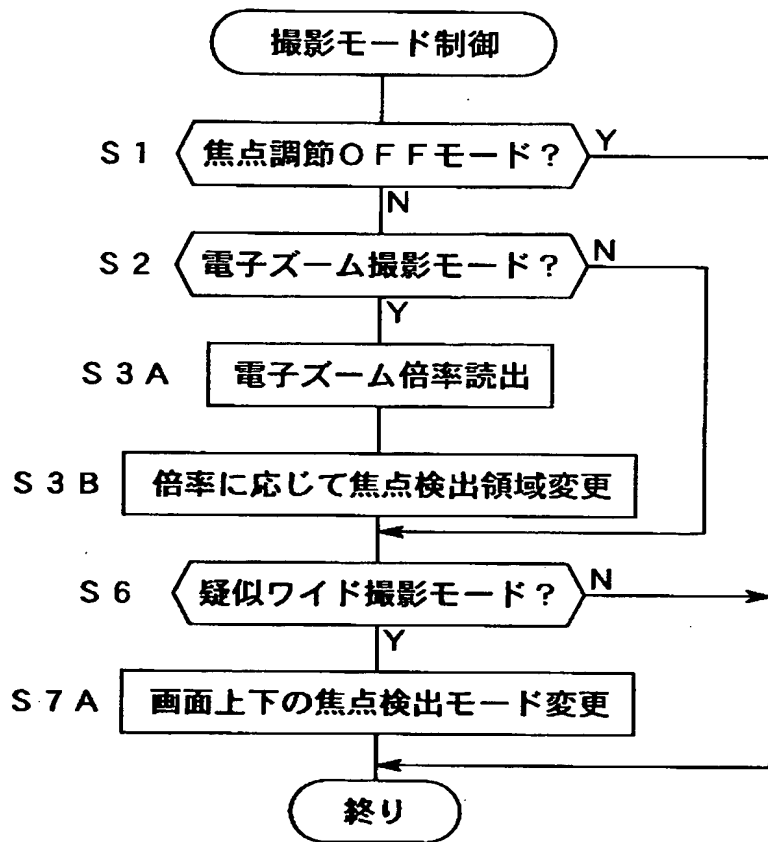 撮影モード制御
S1 焦点調節OFFモード? Y
N
S2 電子ズーム撮影モード? N
Y
S3A 電子ズーム倍率読出
S3B 倍率に応じて焦点検出領域変更
S6 疑似ワイド撮影モード? N
Y
S7A 画面上下の焦点検出モード変更
終り